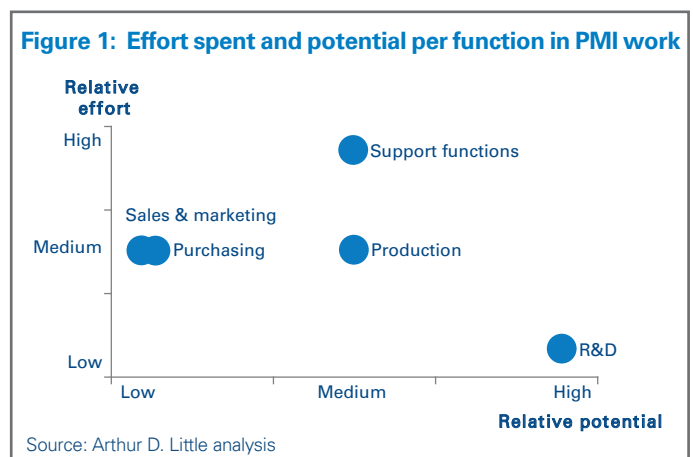 Figure 1: Effort spent and potential per function in PMI work
Relative
effort
High
Support functions
Sales & marketing
Medium
Purchasing
Production
R&D
Low
Low
Medium
High
Relative potential
Source: Arthur D. Little analysis